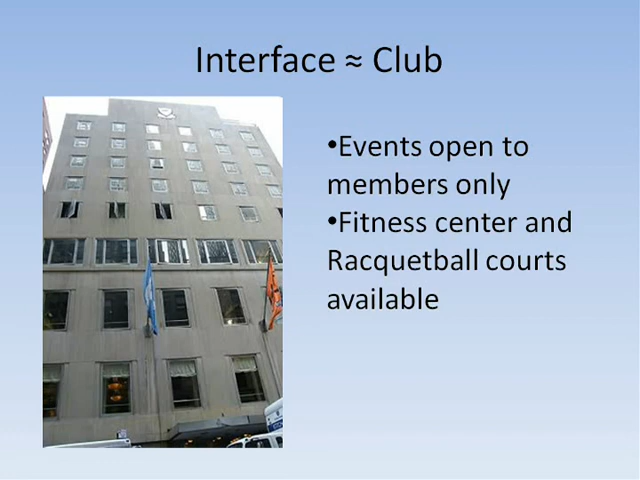 Interface ≈ Club
•Events open to
members only
•Fitness center and
Racquetball courts
available